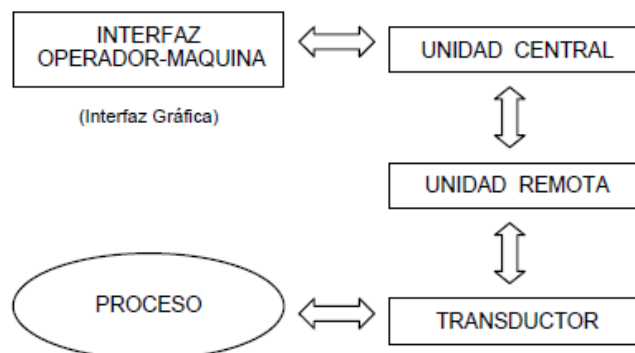 INTERFAZ
OPERADOR-MAQUINA
UNIDAD CENTRAL
(Interfaz Gráfica)
UNIDAD REMOTA
PROCESO
TRANSDUCTOR